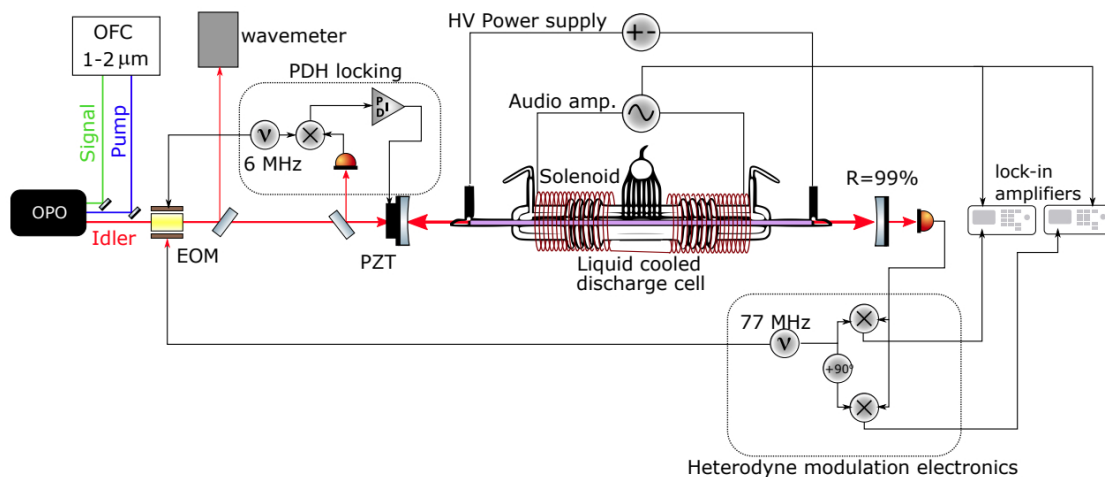 OFC
1-2 μm
wavemeter
HV Power supply
+ -
PDH locking
P
I
D
Audio amp.
Signal
Pump
ν
6 MHz
Solenoid
R=99%
lock-in
amplifiers
OPO
Idler
EOM
PZT
Liquid cooled
discharge cell
77 MHz
ν
+90°
Heterodyne modulation electronics